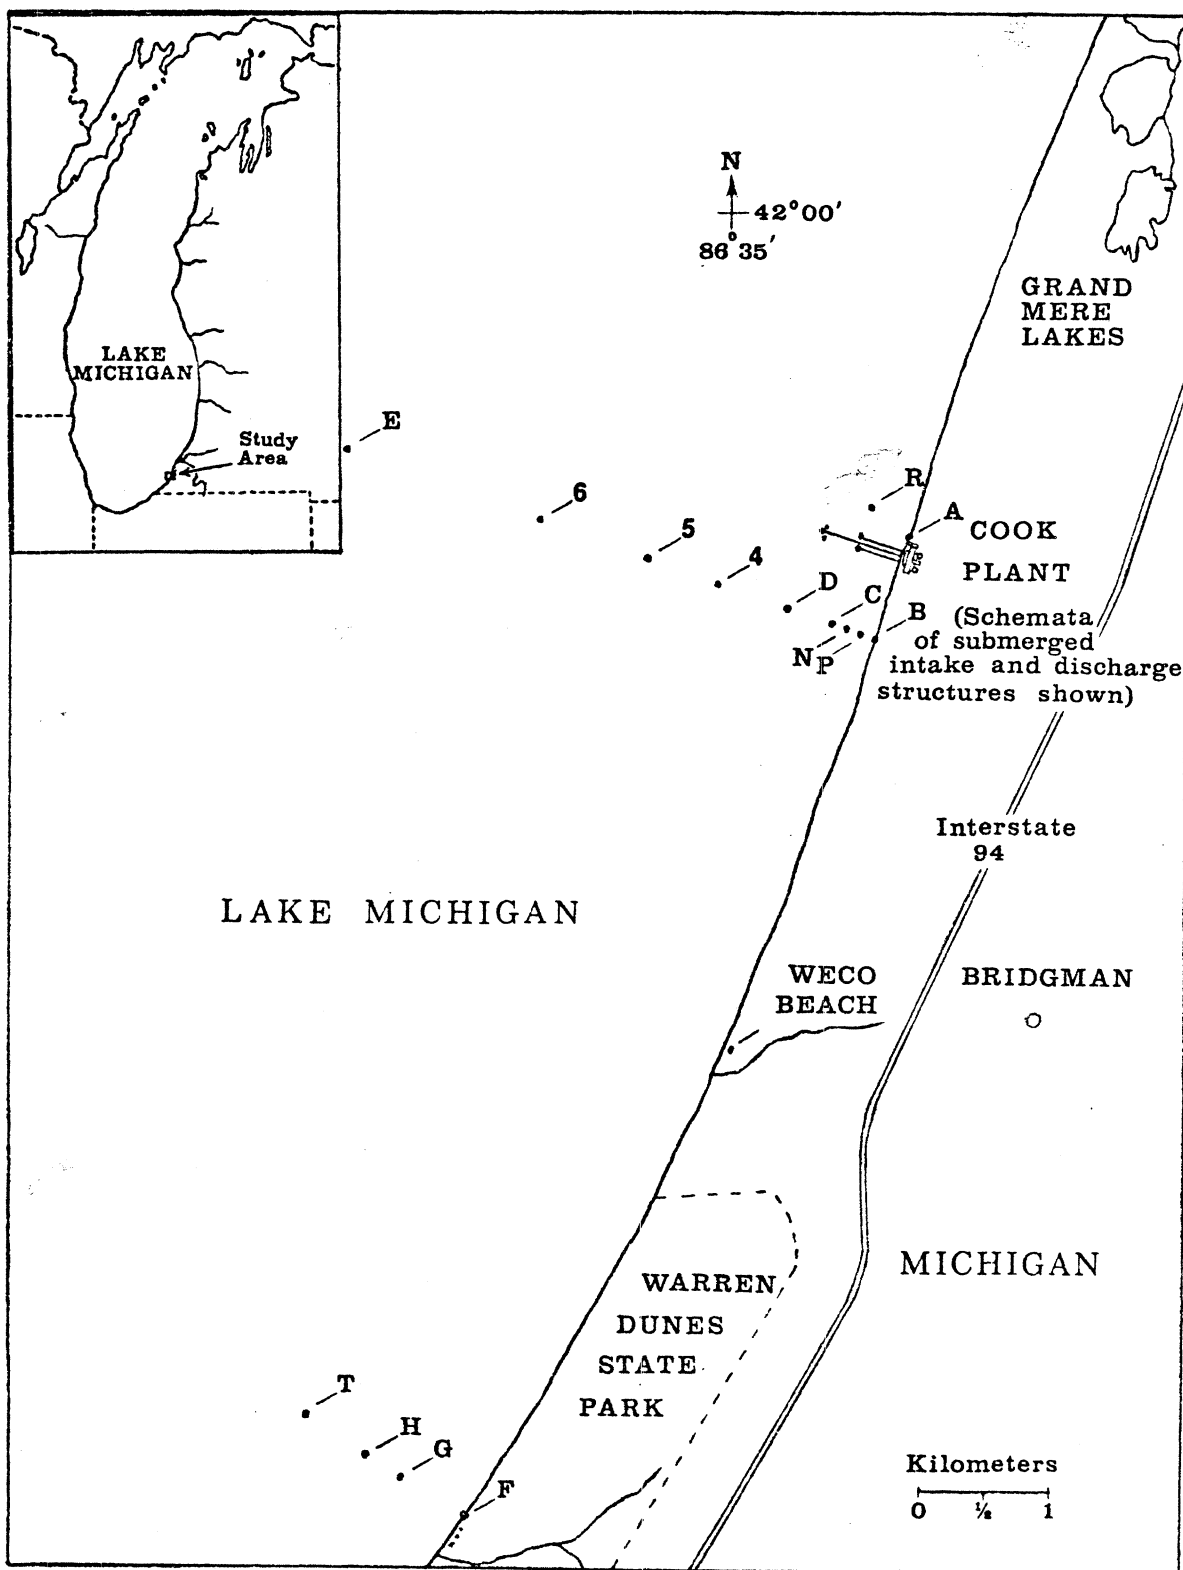 N
42°00'
86°35'
GRAND
MERE
LAKES
LAKE
MICHIGAN
Study
Area
E
6
5
4
D
C
B
N
P
R
A
COOK
PLANT
(Schemata
of submerged
intake and discharge
structures shown)
Interstate
94
LAKE MICHIGAN
WECO
BEACH
BRIDGMAN
MICHIGAN
WARREN
DUNES
STATE
PARK
T
H
G
F
Kilometers
0 ½ 1